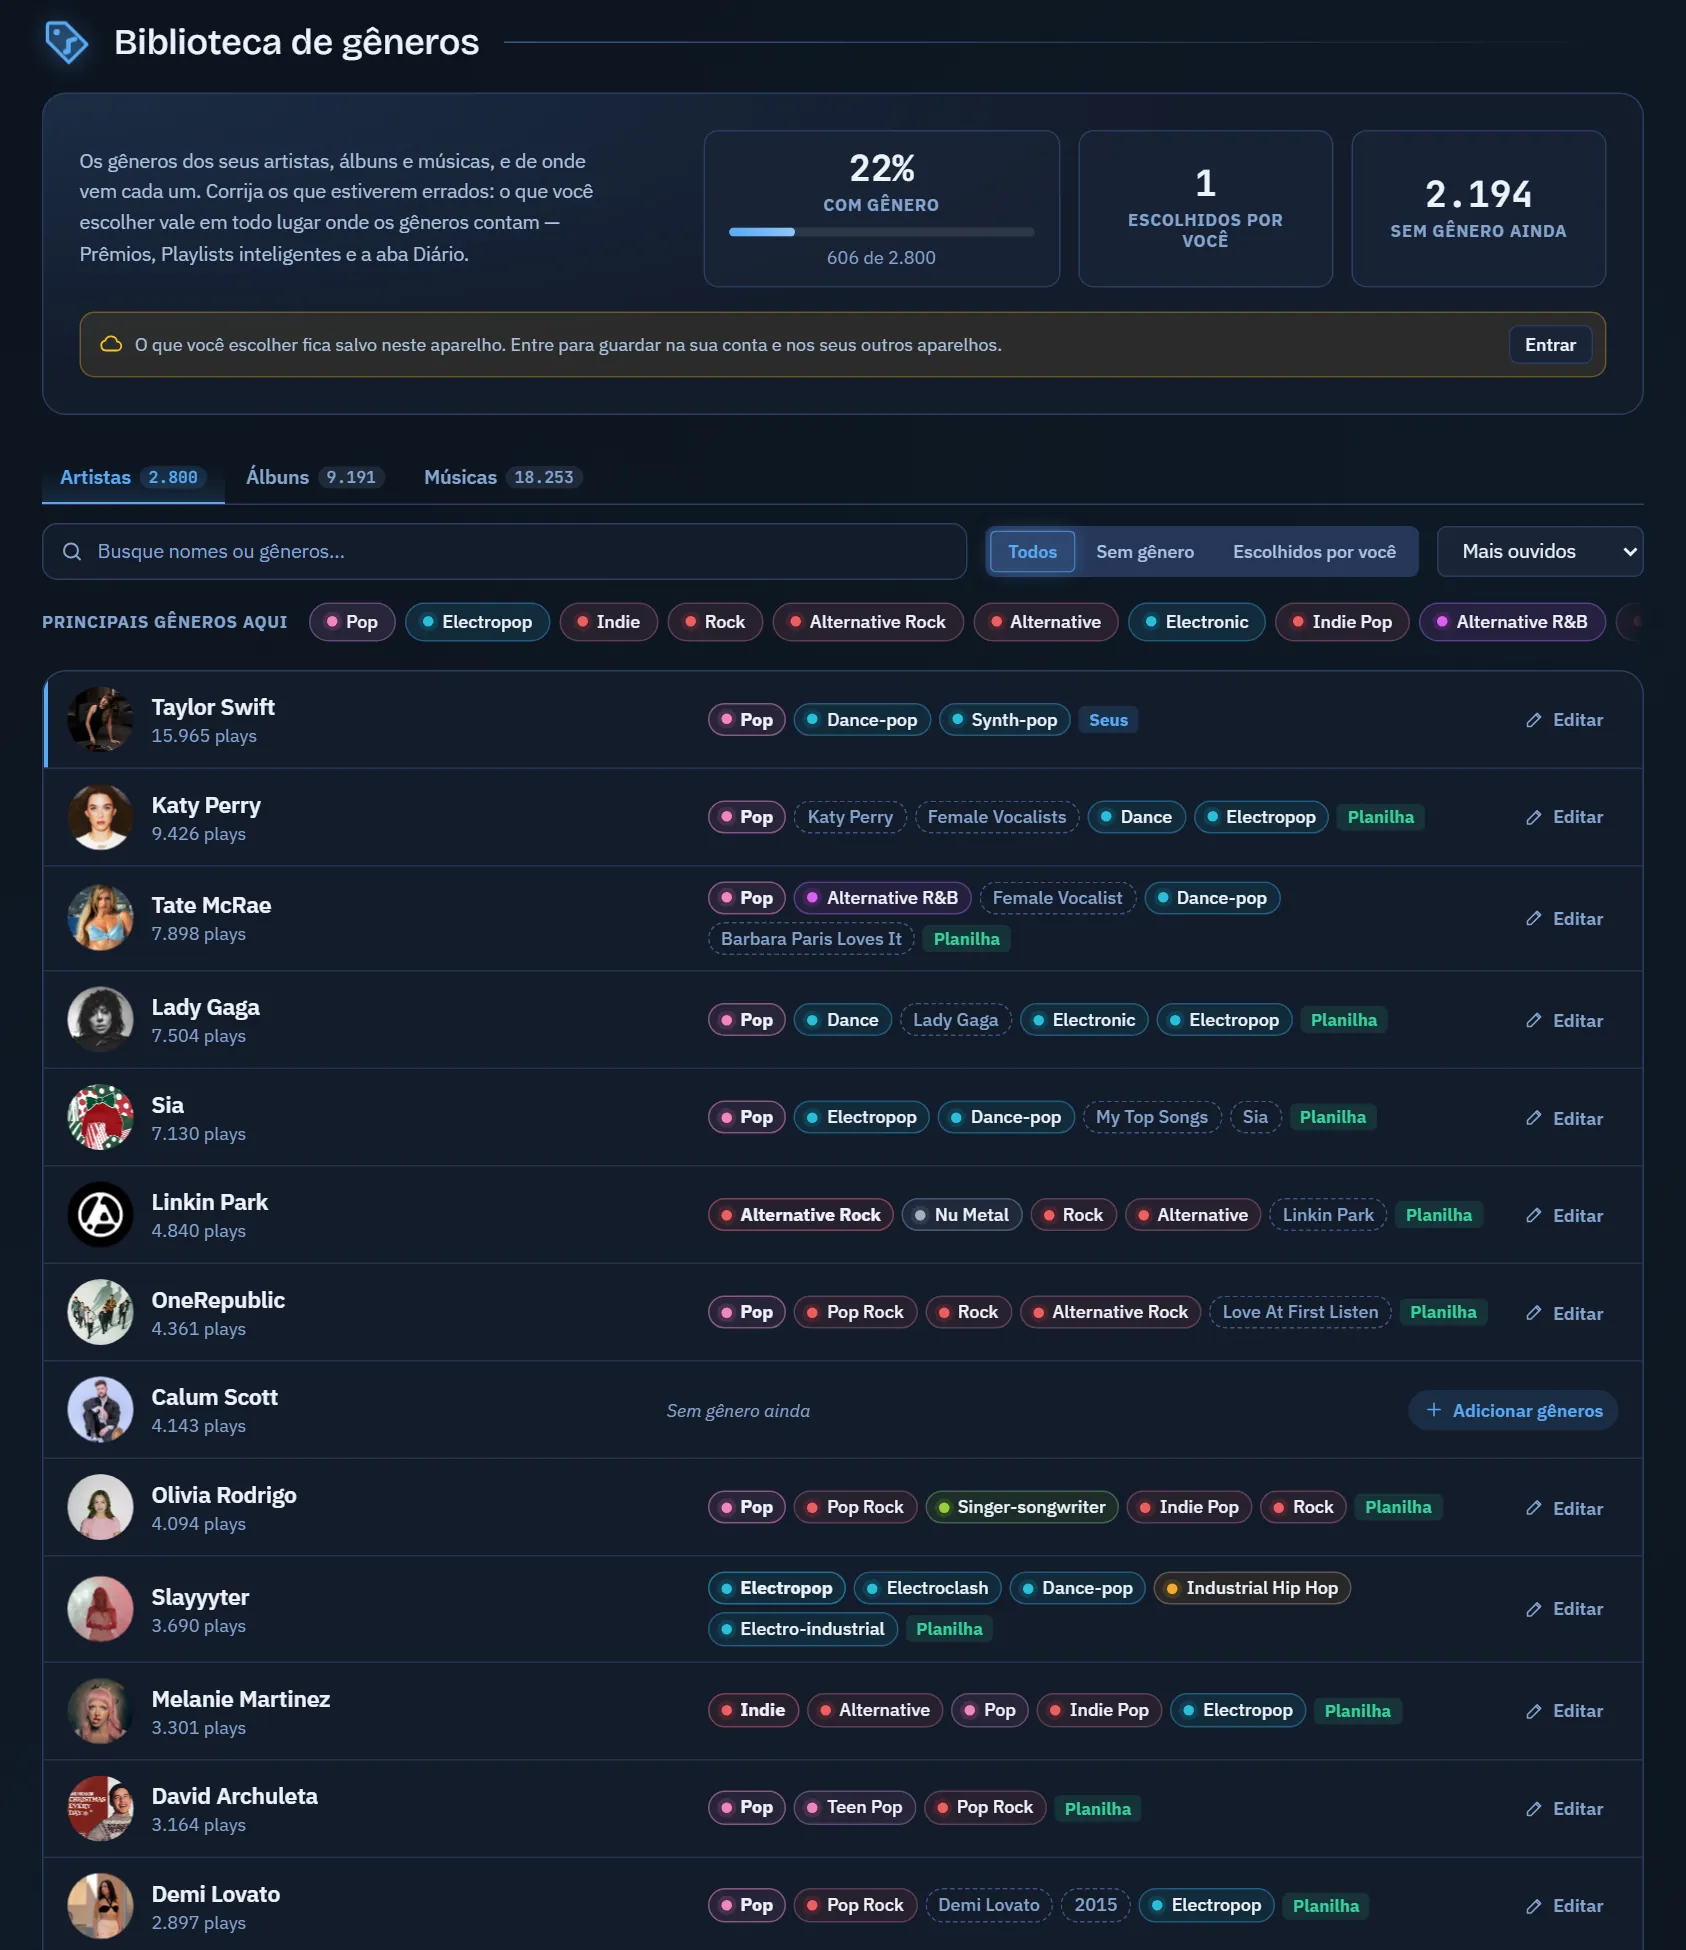 Biblioteca de gêneros
Os gêneros dos seus artistas, álbuns e músicas, e de onde
vem cada um. Corrija os que estiverem errados: o que você
escolher vale em todo lugar onde os gêneros contam —
Prêmios, Playlists inteligentes e a aba Diário.
22%
COM GÊNERO
606 de 2.800
1
ESCOLHIDOS POR
VOCÊ
2.194
SEM GÊNERO AINDA
O que você escolher fica salvo neste aparelho. Entre para guardar na sua conta e nos seus outros aparelhos.
Entrar
Artistas 2.800 Álbuns 9.191 Músicas 18.253
Busque nomes ou gêneros...
Todos Sem gênero Escolhidos por você
Mais ouvidos
PRINCIPAIS GÊNEROS AQUI Pop Electropop Indie Rock Alternative Rock Alternative Electronic Indie Pop Alternative R&B
Taylor Swift
15.965 plays
Pop Dance-pop Synth-pop Seus
Editar
Katy Perry
9.426 plays
Pop Katy Perry Female Vocalists Dance Electropop Planilha
Editar
Tate McRae
7.898 plays
Pop Alternative R&B Female Vocalist Dance-pop
Barbara Paris Loves It Planilha
Editar
Lady Gaga
7.504 plays
Pop Dance Lady Gaga Electronic Electropop Planilha
Editar
Sia
7.130 plays
Pop Electropop Dance-pop My Top Songs Sia Planilha
Editar
Linkin Park
4.840 plays
Alternative Rock Nu Metal Rock Alternative Linkin Park Planilha
Editar
OneRepublic
4.361 plays
Pop Pop Rock Rock Alternative Rock Love At First Listen Planilha
Editar
Calum Scott
4.143 plays
Sem gênero ainda
+ Adicionar gêneros
Olivia Rodrigo
4.094 plays
Pop Pop Rock Singer-songwriter Indie Pop Rock Planilha
Editar
Slayyyter
3.690 plays
Electropop Electroclash Dance-pop Industrial Hip Hop
Electro-industrial Planilha
Editar
Melanie Martinez
3.301 plays
Indie Alternative Pop Indie Pop Electropop Planilha
Editar
David Archuleta
3.164 plays
Pop Teen Pop Pop Rock Planilha
Editar
Demi Lovato
2.897 plays
Pop Pop Rock Demi Lovato 2015 Electropop Planilha
Editar